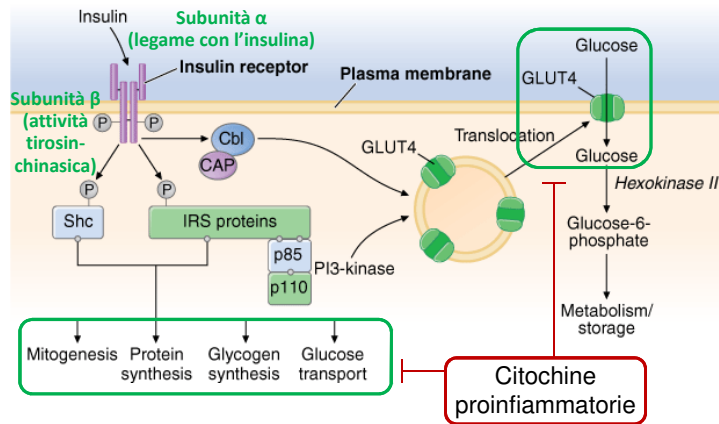 Insulin
Subunità α
(legame con l'insulina)
Insulin receptor
Plasma membrane
Glucose
GLUT4
Subunità β
(attività
tirosin-
chinasica)
P
P
Cbl
CAP
GLUT4
Translocation
Glucose
Hexokinase II
P
P
Shc
IRS proteins
p85
p110
PI3-kinase
Glucose-6-
phosphate
Metabolism/
storage
Mitogenesis
Protein
synthesis
Glycogen
synthesis
Glucose
transport
Citochine
proinfiammatorie